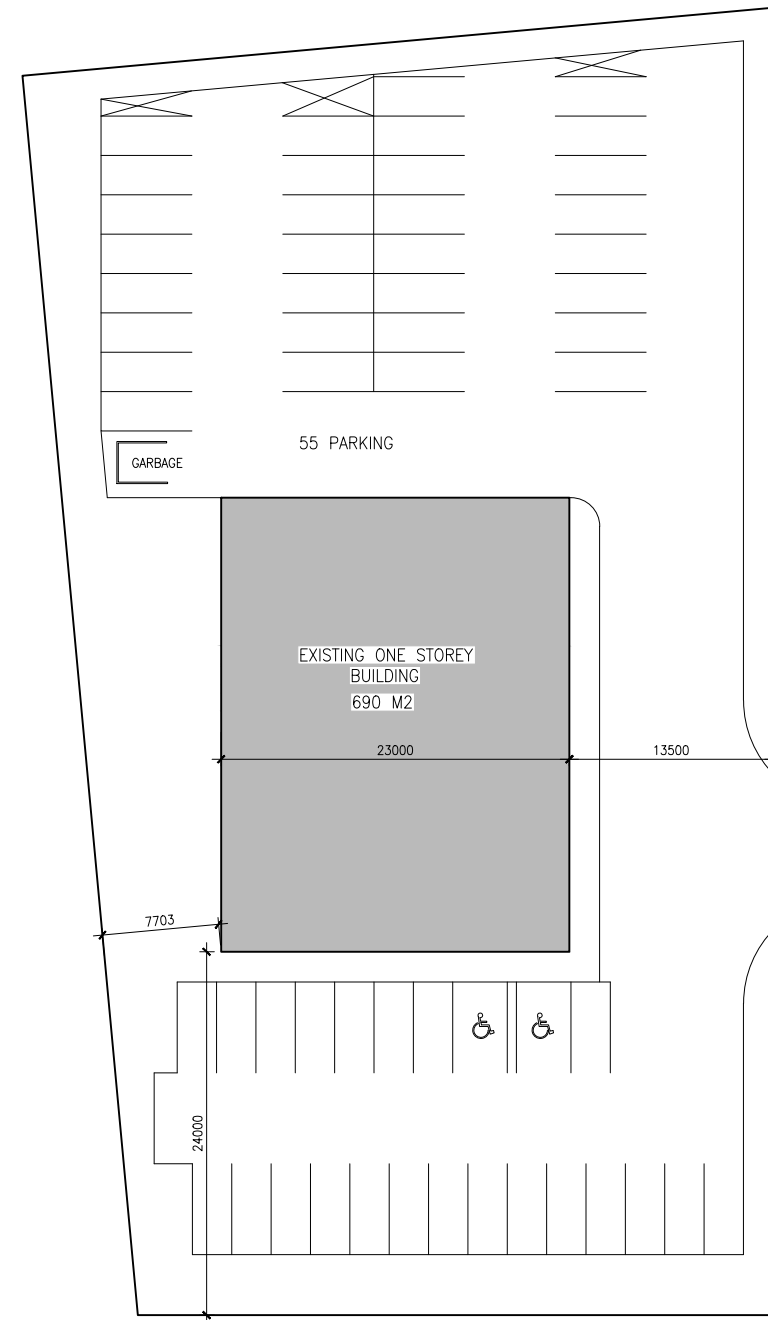 55 PARKING
GARBAGE
EXISTING ONE STOREY
BUILDING
690 M2
23000
13500
7703
24000